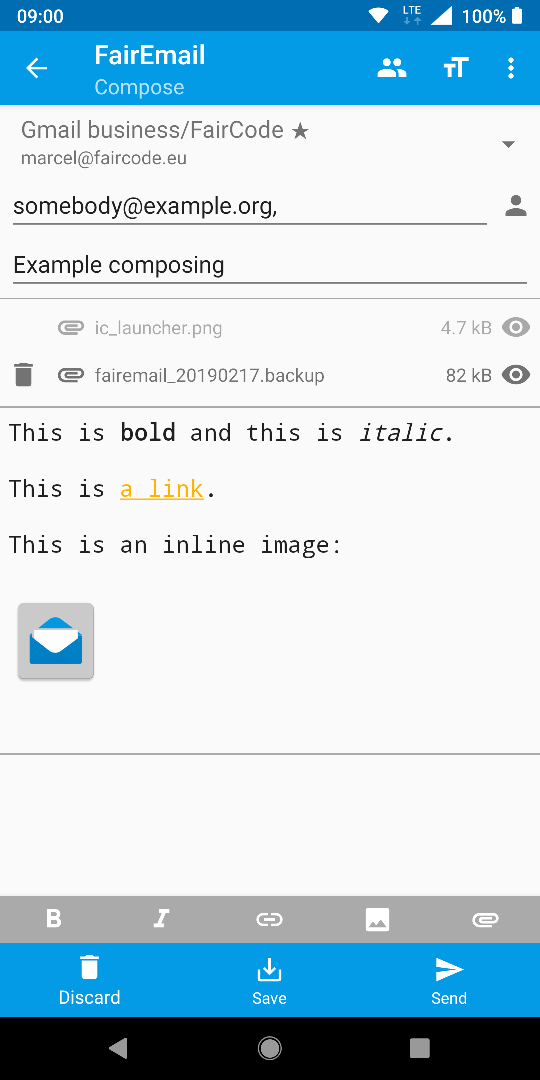 09:00
LTE
100%
FairEmail
Compose
Gmail business/FairCode ★
marcel@faircode.eu
somebody@example.org,
Example composing
ic_launcher.png 4.7 kB
fairemail_20190217.backup 82 kB
This is bold and this is italic.
This is a link.
This is an inline image:
B I
Discard Save Send